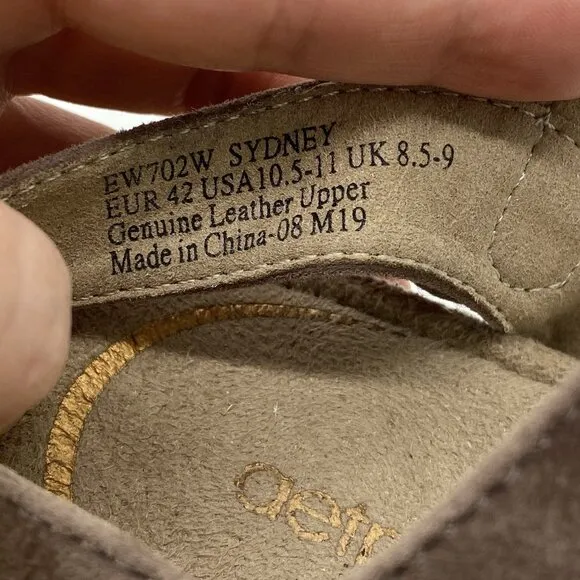 EW702W SYDNEY
EUR 42 USA10.5-11 UK 8.5-9
Genuine Leather Upper
Made in China-08 M19
aetr